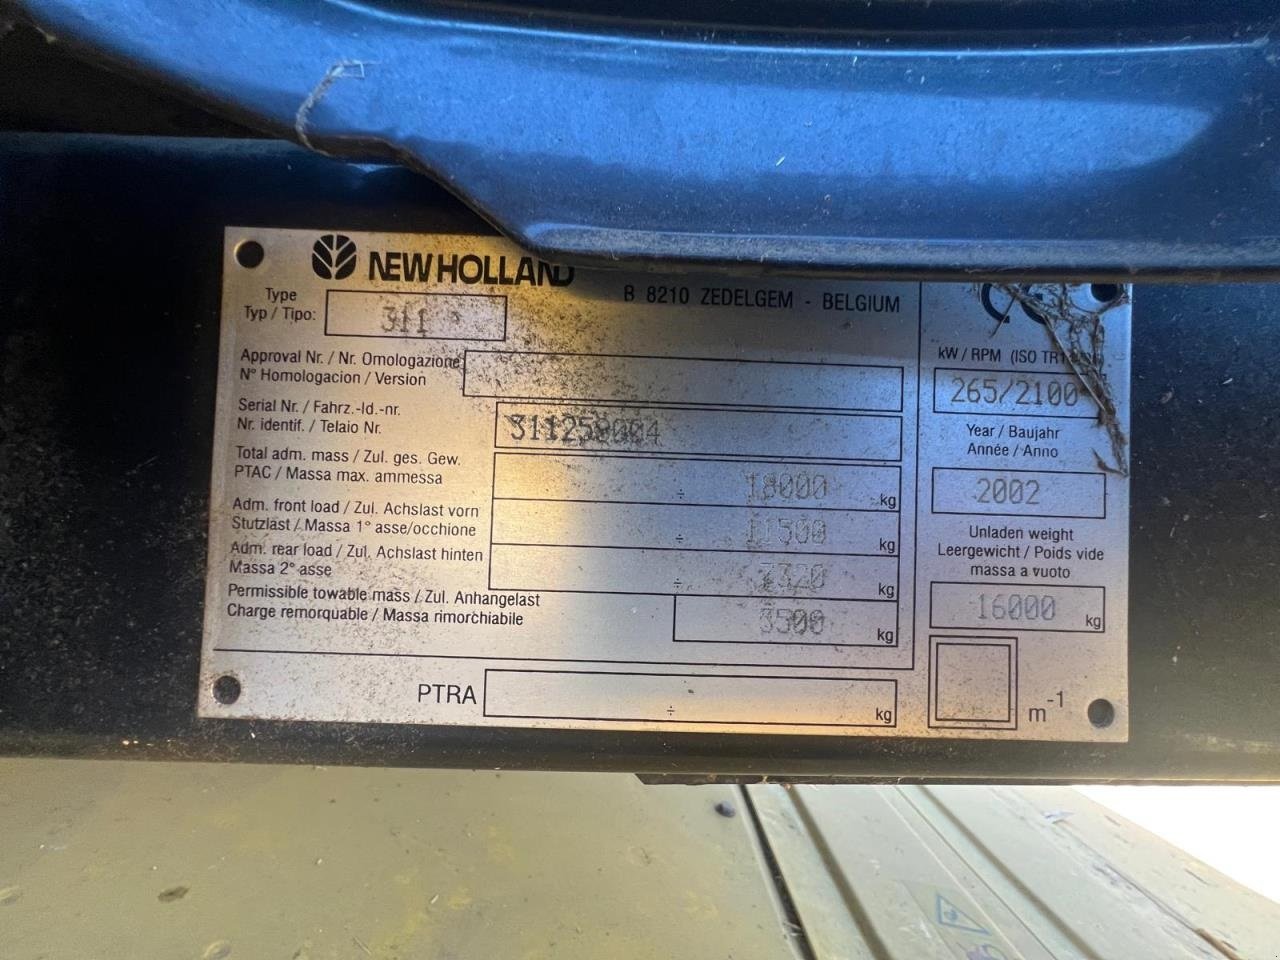 NEW HOLLAND
B 8210 ZEDELGEM - BELGIUM
Type
Typ / Tipo: 311
Approval Nr. / Nr. Omologazione
N° Homologacion / Version
Serial Nr. / Fahrz.-Id.-nr.
Nr. identif. / Telaio Nr. 311258004
Total adm. mass / Zul. ges. Gew.
PTAC / Massa max. ammessa ÷ 18000 kg
Adm. front load / Zul. Achslast vorn
Stutzlast / Massa 1° asse/occhione ÷ 11500 kg
Adm. rear load / Zul. Achslast hinten
Massa 2° asse ÷ 7320 kg
Permissible towable mass / Zul. Anhangelast
Charge remorquable / Massa rimorchiabile 3500 kg
PTRA ÷ kg
CE
kW / RPM (ISO
265/2100
Year / Baujahr
Année / Anno
2002
Unladen weight
Leergewicht / Poids vide
massa a vuoto
16000 kg
m-1